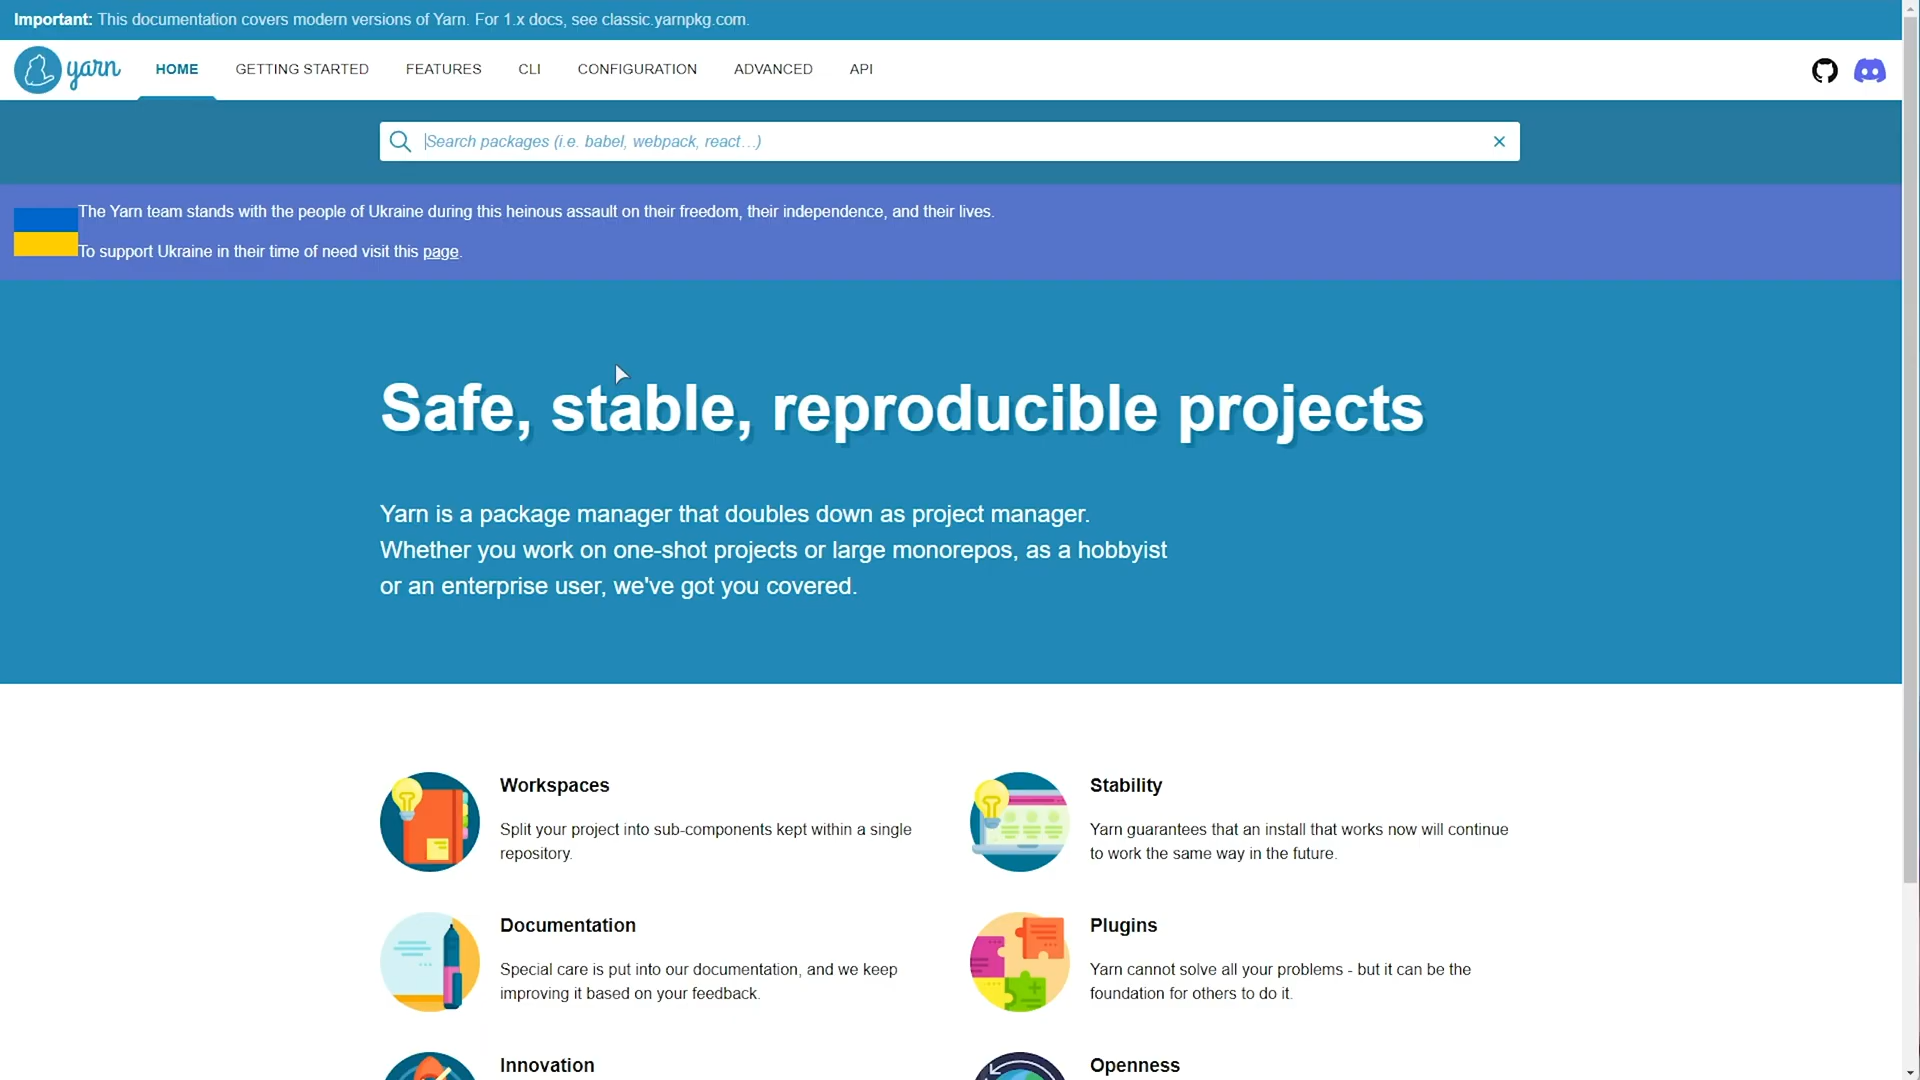 Important: This documentation covers modern versions of Yarn. For 1.x docs, see classic.yarnpkg.com.
yarn
HOME
GETTING STARTED
FEATURES
CLI
CONFIGURATION
ADVANCED
API
Search packages (i.e. babel, webpack, react…)
The Yarn team stands with the people of Ukraine during this heinous assault on their freedom, their independence, and their lives.
To support Ukraine in their time of need visit this page.
Safe, stable, reproducible projects
Yarn is a package manager that doubles down as project manager.
Whether you work on one-shot projects or large monorepos, as a hobbyist
or an enterprise user, we've got you covered.
Workspaces
Split your project into sub-components kept within a single
repository.
Stability
Yarn guarantees that an install that works now will continue
to work the same way in the future.
Documentation
Special care is put into our documentation, and we keep
improving it based on your feedback.
Plugins
Yarn cannot solve all your problems - but it can be the
foundation for others to do it.
Innovation
Openness